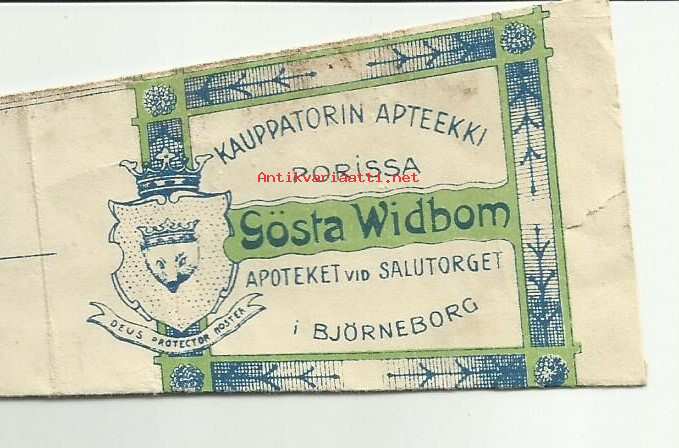 KAUPPATORIN APTEEKKI
PORISSA
Antikvariaatti.net
Gösta Widbom
APOTEKET VID SALUTORGET
i BJÖRNEBORG
DEUS PROTECTOR NOSTER